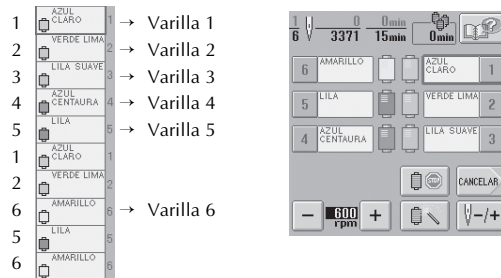 1 AZUL CLARO 1 → Varilla 1
2 VERDE LIMA 2 → Varilla 2
3 LILA SUAVE 3 → Varilla 3
4 AZUL CENTAURA 4 → Varilla 4
5 LILA 5 → Varilla 5
1 AZUL CLARO 1
2 VERDE LIMA 2
6 AMARILLO 6 → Varilla 6
5 LILA 5
6 AMARILLO 6
1 0 0min
6 3371 15min 0min
6 AMARILLO AZUL CLARO 1
5 LILA VERDE LIMA 2
4 AZUL CENTAURA LILA SUAVE 3
STOP CANCELAR
− 600 rpm + −/+